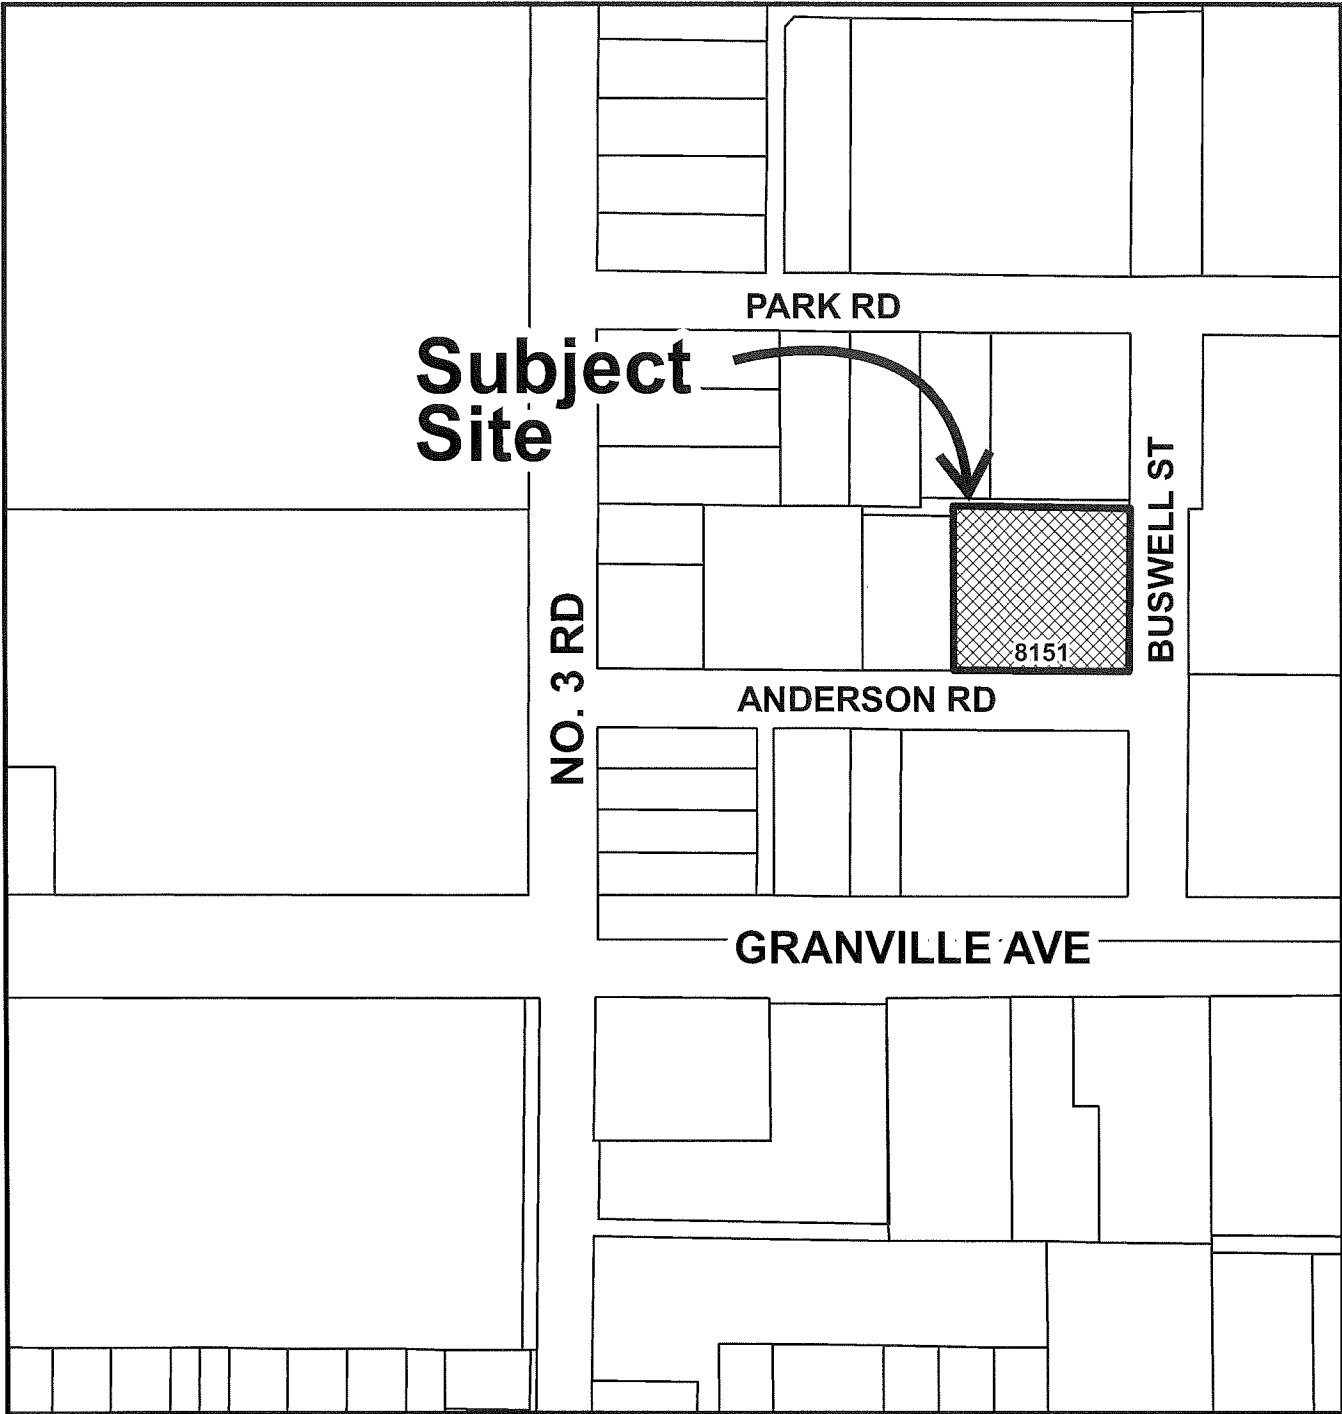 PARK RD
Subject
Site
BUSWELL ST
8151
NO. 3 RD
ANDERSON RD
GRANVILLE AVE